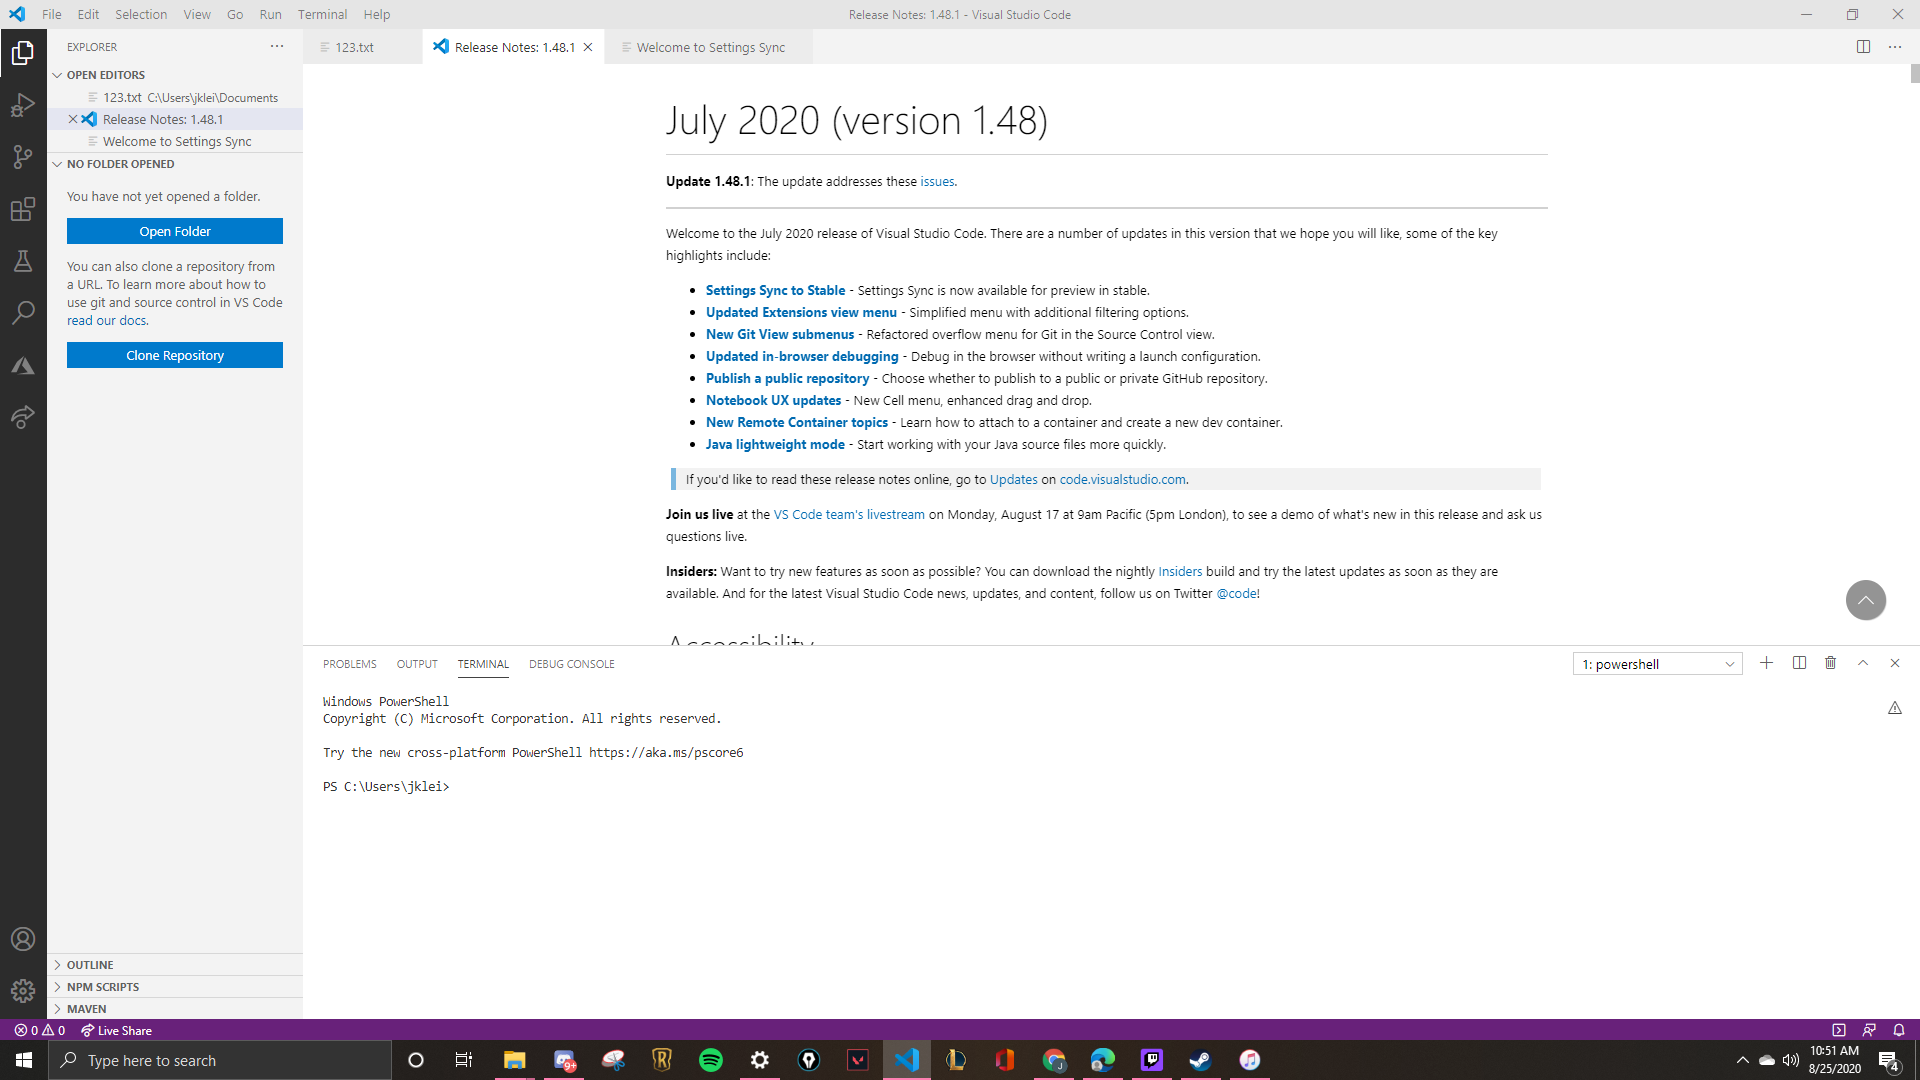 File Edit Selection View Go Run Terminal Help
Release Notes: 1.48.1 - Visual Studio Code
EXPLORER
OPEN EDITORS
123.txt C:\Users\jklei\Documents
Release Notes: 1.48.1
Welcome to Settings Sync
NO FOLDER OPENED
You have not yet opened a folder.
Open Folder
You can also clone a repository from
a URL. To learn more about how to
use git and source control in VS Code
read our docs.
Clone Repository
OUTLINE
NPM SCRIPTS
MAVEN
123.txt
Release Notes: 1.48.1
Welcome to Settings Sync
July 2020 (version 1.48)
Update 1.48.1: The update addresses these issues.
Welcome to the July 2020 release of Visual Studio Code. There are a number of updates in this version that we hope you will like, some of the key
highlights include:
• Settings Sync to Stable - Settings Sync is now available for preview in stable.
• Updated Extensions view menu - Simplified menu with additional filtering options.
• New Git View submenus - Refactored overflow menu for Git in the Source Control view.
• Updated in-browser debugging - Debug in the browser without writing a launch configuration.
• Publish a public repository - Choose whether to publish to a public or private GitHub repository.
• Notebook UX updates - New Cell menu, enhanced drag and drop.
• New Remote Container topics - Learn how to attach to a container and create a new dev container.
• Java lightweight mode - Start working with your Java source files more quickly.
If you'd like to read these release notes online, go to Updates on code.visualstudio.com.
Join us live at the VS Code team's livestream on Monday, August 17 at 9am Pacific (5pm London), to see a demo of what's new in this release and ask us
questions live.
Insiders: Want to try new features as soon as possible? You can download the nightly Insiders build and try the latest updates as soon as they are
available. And for the latest Visual Studio Code news, updates, and content, follow us on Twitter @code!
Accessibility
PROBLEMS OUTPUT TERMINAL DEBUG CONSOLE
1: powershell
Windows PowerShell
Copyright (C) Microsoft Corporation. All rights reserved.
Try the new cross-platform PowerShell https://aka.ms/pscore6
PS C:\Users\jklei>
0 0 Live Share
Type here to search
9+
J
10:51 AM
8/25/2020
4